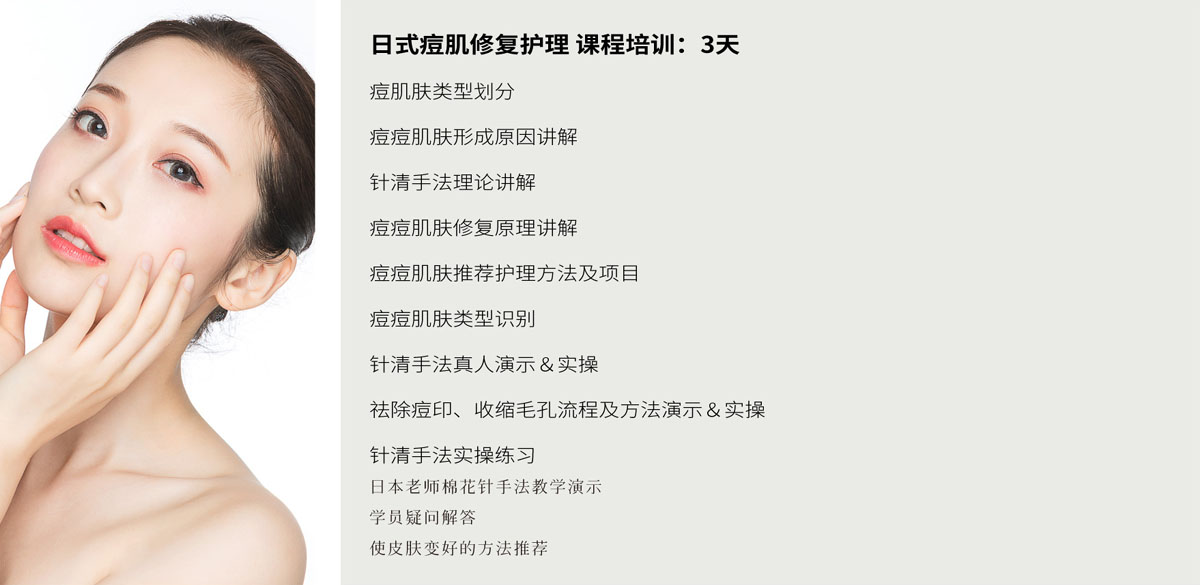 日式痘肌修复护理 课程培训：3天
痘肌肤类型划分
痘痘肌肤形成原因讲解
针清手法理论讲解
痘痘肌肤修复原理讲解
痘痘肌肤推荐护理方法及项目
痘痘肌肤类型识别
针清手法真人演示＆实操
祛除痘印、收缩毛孔流程及方法演示＆实操
针清手法实操练习
日本老师棉花针手法教学演示
学员疑问解答
使皮肤变好的方法推荐